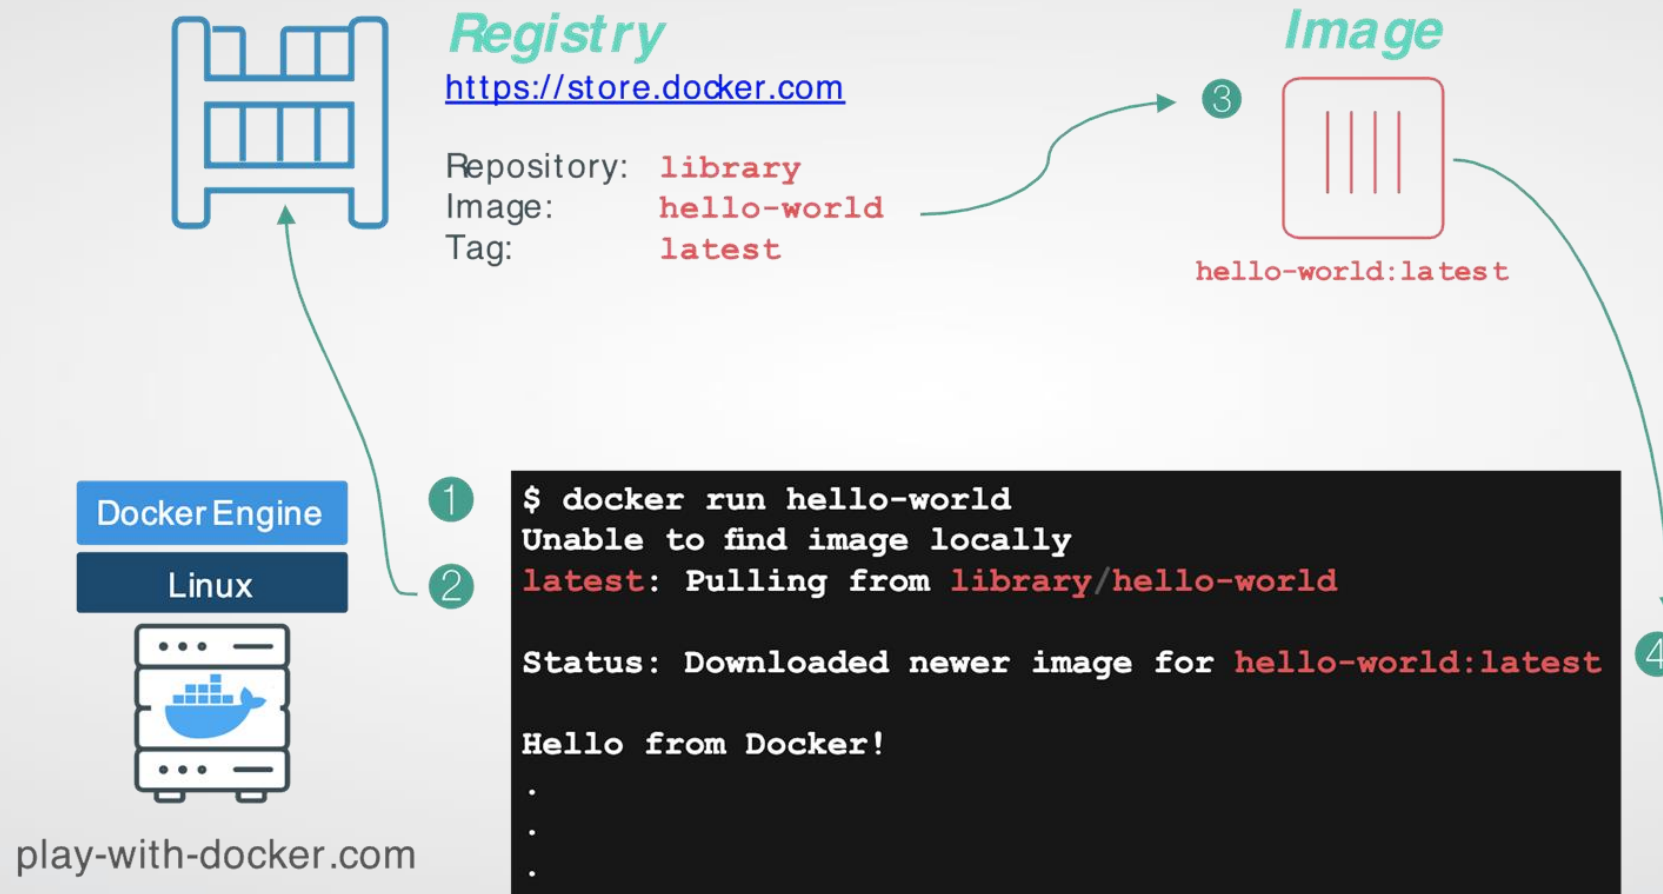 Registry
https://store.docker.com
Repository: library
Image: hello-world
Tag: latest
Image
3
hello-world:latest
Docker Engine
Linux
play-with-docker.com
1
2
$ docker run hello-world
Unable to find image locally
latest: Pulling from library/hello-world
Status: Downloaded newer image for hello-world:latest
Hello from Docker!
.
.
.
4